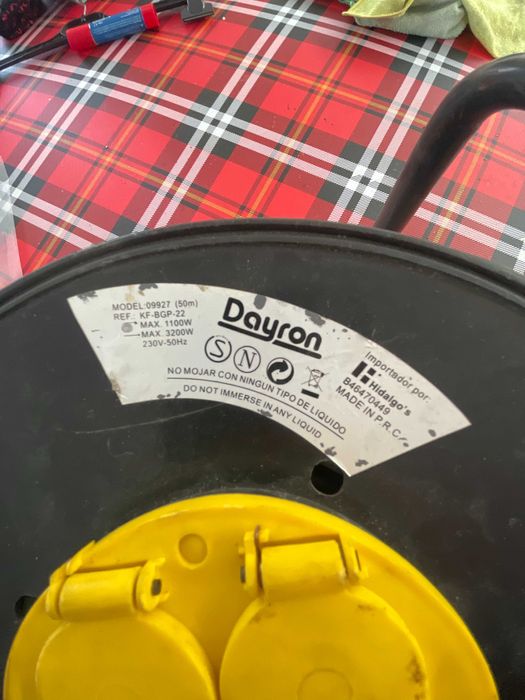 MODEL:09927 (50m)
REF.: KF-BGP-22
MAX. 1100W
MAX. 3200W
230V-50Hz
Dayron
S N
NO MOJAR CON NINGUN TIPO DE LIQUIDO
DO NOT IMMERSE IN ANY LIQUID
Importador por:
Hidalgo's
B46470449
MADE IN P.R.C.